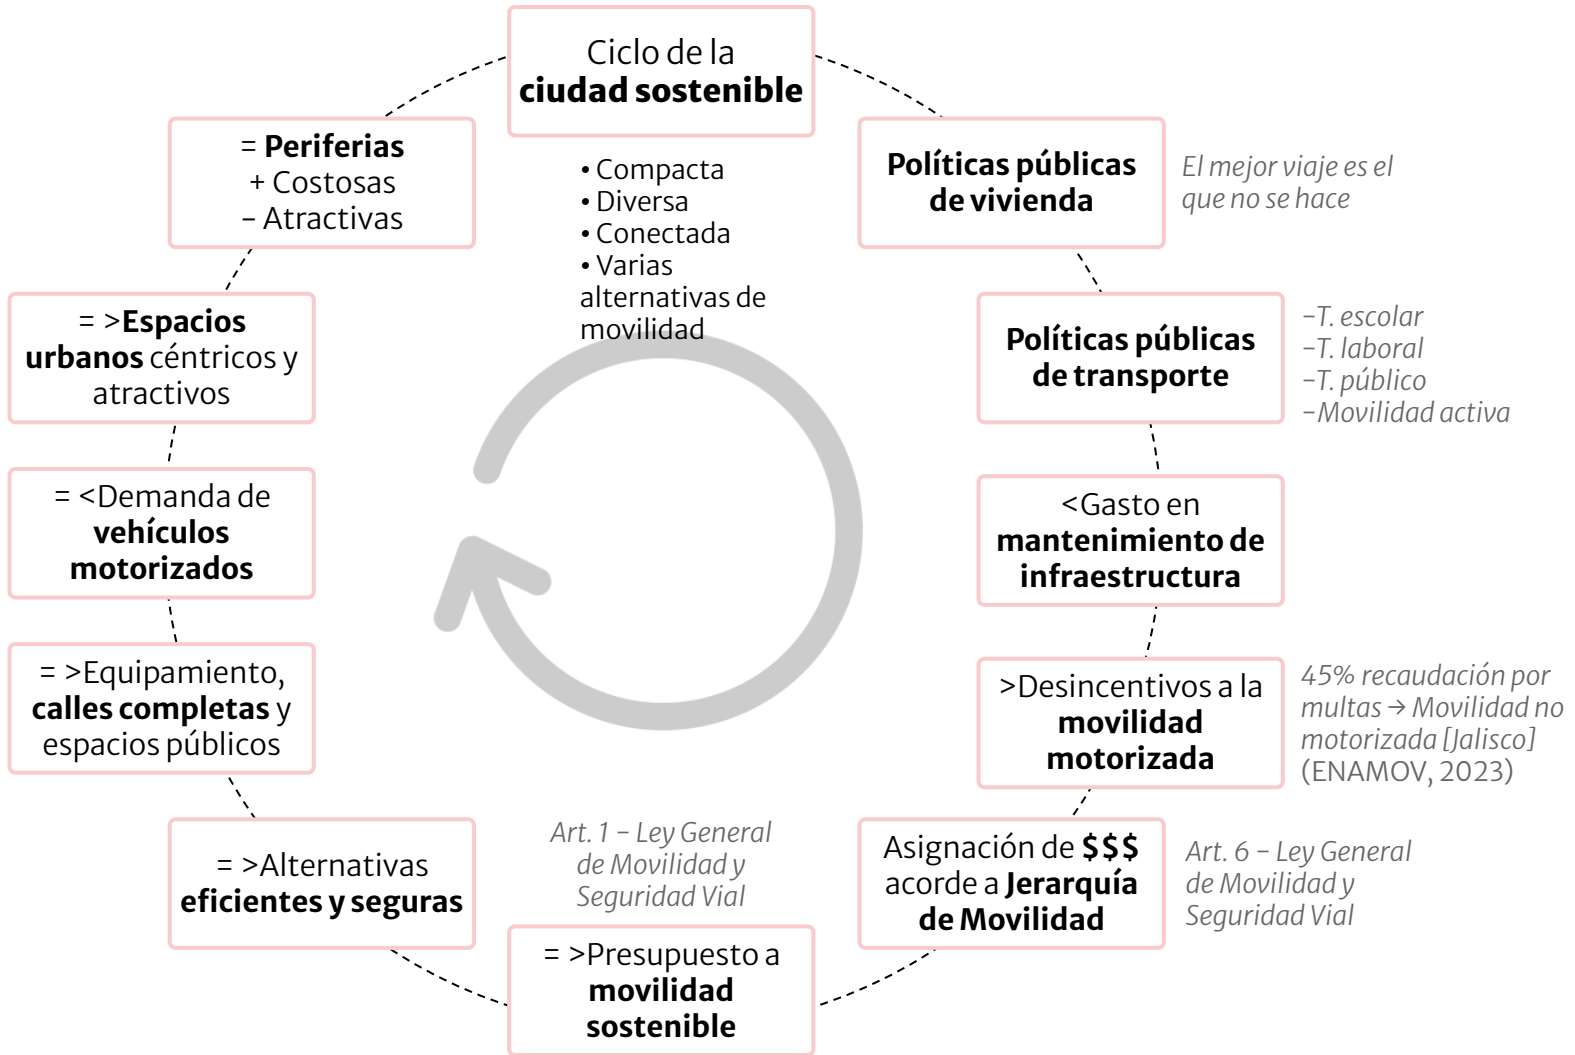 Ciclo de la
ciudad sostenible
• Compacta
• Diversa
• Conectada
• Varias
alternativas de
movilidad
Políticas públicas
de vivienda
El mejor viaje es el
que no se hace
Políticas públicas
de transporte
–T. escolar
–T. laboral
–T. público
–Movilidad activa
<Gasto en
mantenimiento de
infraestructura
>Desincentivos a la
movilidad
motorizada
45% recaudación por
multas → Movilidad no
motorizada [Jalisco]
(ENAMOV, 2023)
Asignación de $$$
acorde a Jerarquía
de Movilidad
Art. 6 – Ley General
de Movilidad y
Seguridad Vial
Art. 1 – Ley General
de Movilidad y
Seguridad Vial
= >Presupuesto a
movilidad
sostenible
= >Alternativas
eficientes y seguras
= >Equipamiento,
calles completas y
espacios públicos
= <Demanda de
vehículos
motorizados
= >Espacios
urbanos céntricos y
atractivos
= Periferias
+ Costosas
– Atractivas